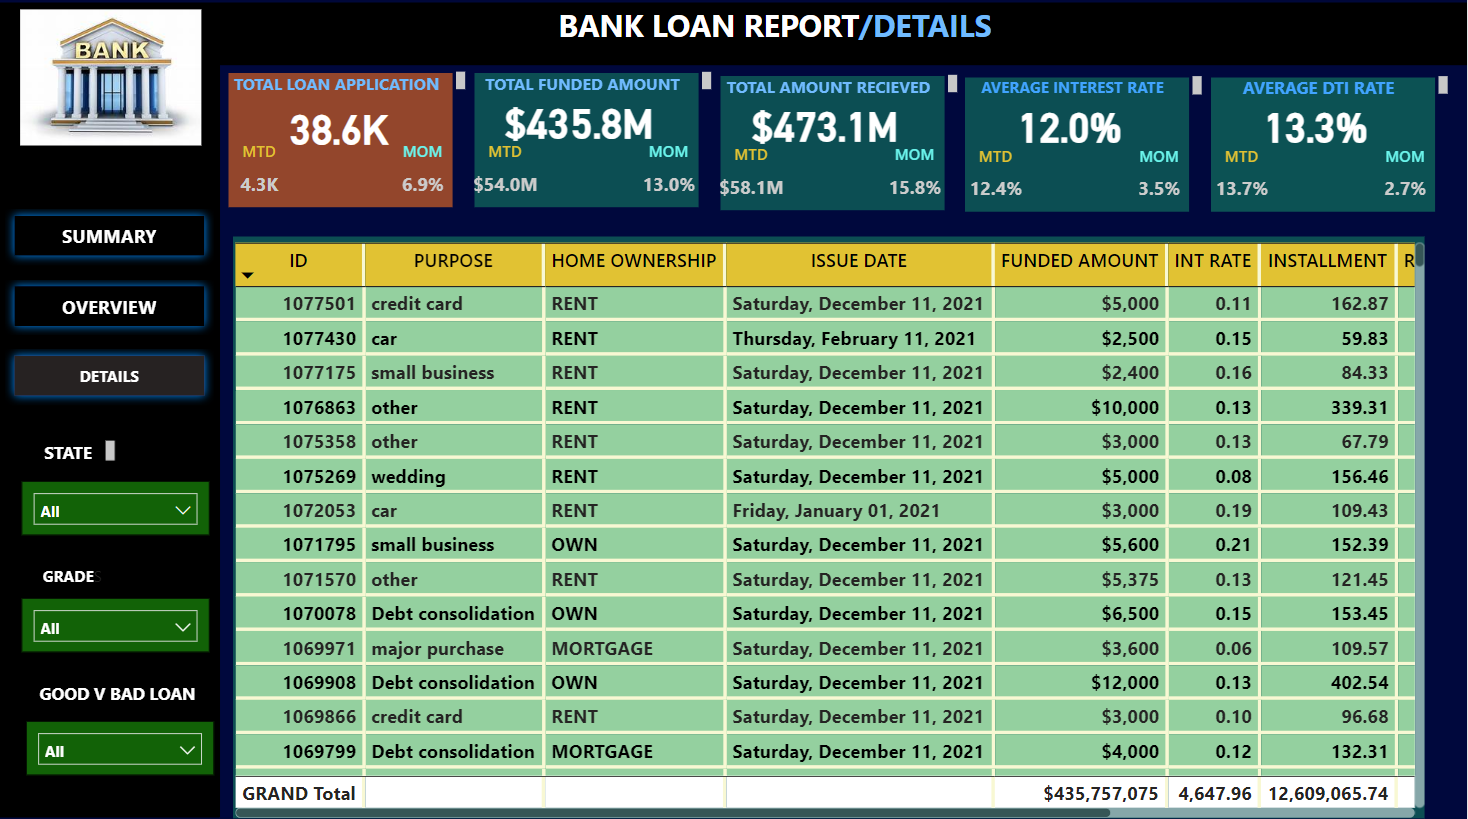 BANK
BANK LOAN REPORT/DETAILS
TOTAL LOAN APPLICATION
38.6K
MTD MOM
4.3K 6.9%
TOTAL FUNDED AMOUNT
$435.8M
MTD MOM
$54.0M 13.0%
TOTAL AMOUNT RECIEVED
$473.1M
MTD MOM
$58.1M 15.8%
AVERAGE INTEREST RATE
12.0%
MTD MOM
12.4% 3.5%
AVERAGE DTI RATE
13.3%
MTD MOM
13.7% 2.7%
SUMMARY
OVERVIEW
DETAILS
STATE
All
GRADES
All
GOOD V BAD LOAN
All
ID PURPOSE HOME OWNERSHIP ISSUE DATE FUNDED AMOUNT INT RATE INSTALLMENT R
1077501 credit card RENT Saturday, December 11, 2021 $5,000 0.11 162.87
1077430 car RENT Thursday, February 11, 2021 $2,500 0.15 59.83
1077175 small business RENT Saturday, December 11, 2021 $2,400 0.16 84.33
1076863 other RENT Saturday, December 11, 2021 $10,000 0.13 339.31
1075358 other RENT Saturday, December 11, 2021 $3,000 0.13 67.79
1075269 wedding RENT Saturday, December 11, 2021 $5,000 0.08 156.46
1072053 car RENT Friday, January 01, 2021 $3,000 0.19 109.43
1071795 small business OWN Saturday, December 11, 2021 $5,600 0.21 152.39
1071570 other RENT Saturday, December 11, 2021 $5,375 0.13 121.45
1070078 Debt consolidation OWN Saturday, December 11, 2021 $6,500 0.15 153.45
1069971 major purchase MORTGAGE Saturday, December 11, 2021 $3,600 0.06 109.57
1069908 Debt consolidation OWN Saturday, December 11, 2021 $12,000 0.13 402.54
1069866 credit card RENT Saturday, December 11, 2021 $3,000 0.10 96.68
1069799 Debt consolidation MORTGAGE Saturday, December 11, 2021 $4,000 0.12 132.31
GRAND Total $435,757,075 4,647.96 12,609,065.74